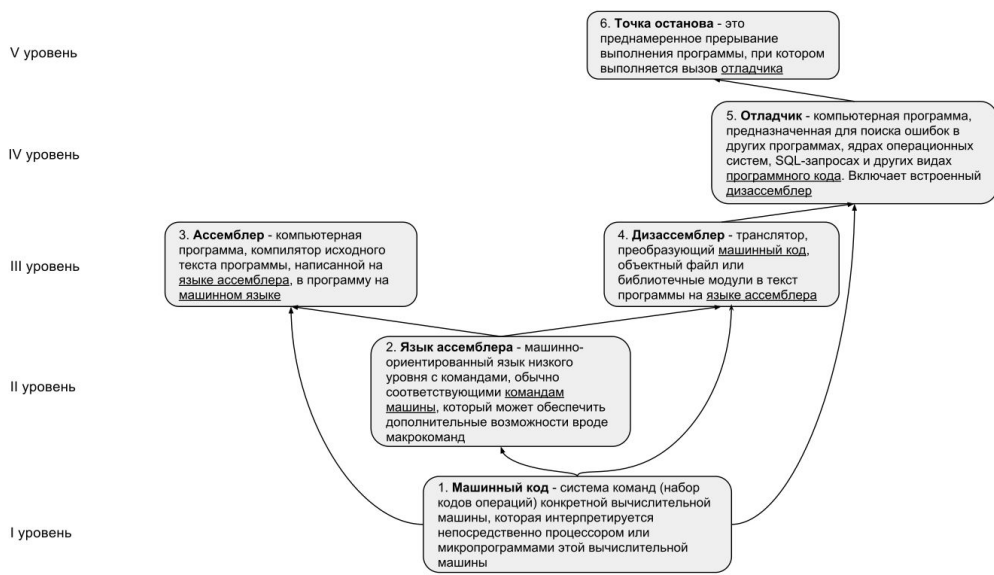 V уровень
6. Точка останова - это
преднамеренное прерывание
выполнения программы, при котором
выполняется вызов отладчика
IV уровень
5. Отладчик - компьютерная программа,
предназначенная для поиска ошибок в
других программах, ядрах операционных
систем, SQL-запросах и других видах
программного кода. Включает встроенный
дизассемблер
III уровень
3. Ассемблер - компьютерная
программа, компилятор исходного
текста программы, написанной на
языке ассемблера, в программу на
машинном языке
4. Дизассемблер - транслятор,
преобразующий машинный код,
объектный файл или
библиотечные модули в текст
программы на языке ассемблера
II уровень
2. Язык ассемблера - машинно-
ориентированный язык низкого
уровня с командами, обычно
соответствующими командам
машины, который может обеспечить
дополнительные возможности вроде
макрокоманд
I уровень
1. Машинный код - система команд (набор
кодов операций) конкретной вычислительной
машины, которая интерпретируется
непосредственно процессором или
микропрограммами этой вычислительной
машины